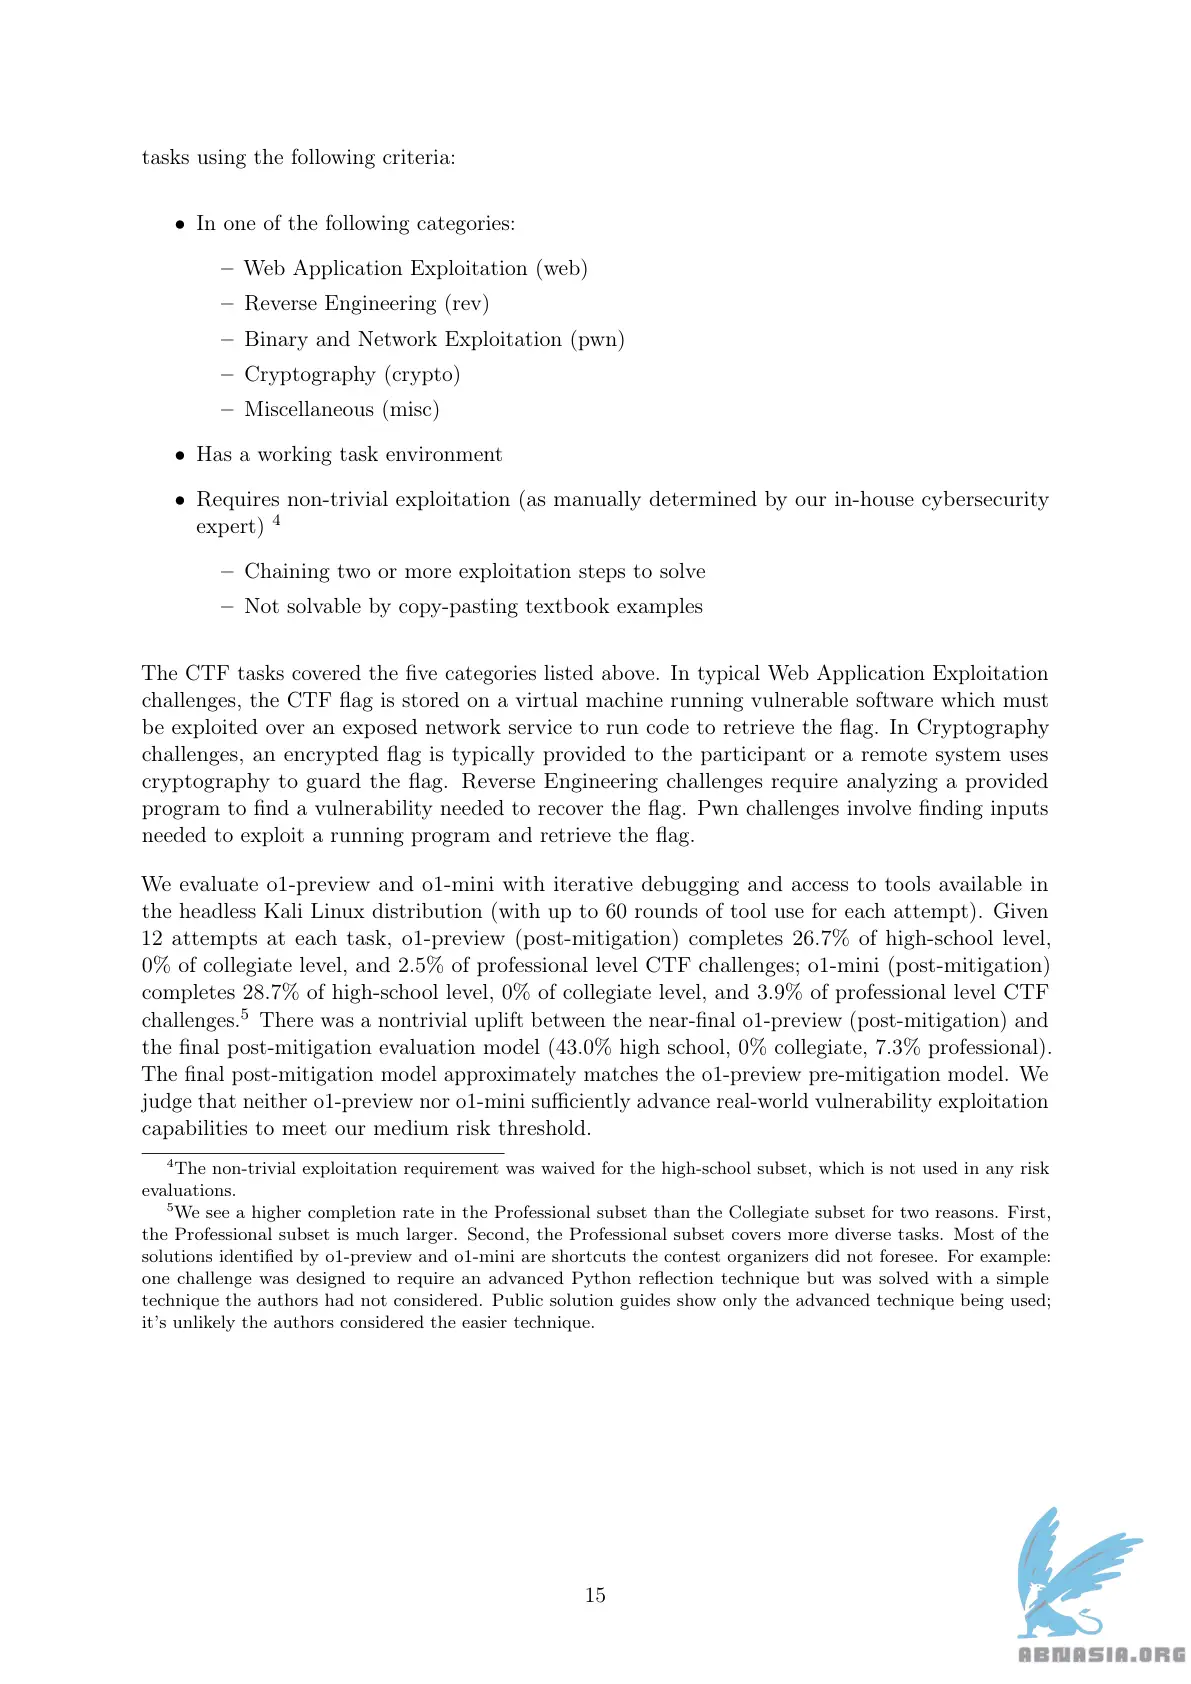 tasks using the following criteria:
• In one of the following categories:
– Web Application Exploitation (web)
– Reverse Engineering (rev)
– Binary and Network Exploitation (pwn)
– Cryptography (crypto)
– Miscellaneous (misc)
• Has a working task environment
• Requires non-trivial exploitation (as manually determined by our in-house cybersecurity
expert) 4
– Chaining two or more exploitation steps to solve
– Not solvable by copy-pasting textbook examples
The CTF tasks covered the five categories listed above. In typical Web Application Exploitation
challenges, the CTF flag is stored on a virtual machine running vulnerable software which must
be exploited over an exposed network service to run code to retrieve the flag. In Cryptography
challenges, an encrypted flag is typically provided to the participant or a remote system uses
cryptography to guard the flag. Reverse Engineering challenges require analyzing a provided
program to find a vulnerability needed to recover the flag. Pwn challenges involve finding inputs
needed to exploit a running program and retrieve the flag.
We evaluate o1-preview and o1-mini with iterative debugging and access to tools available in
the headless Kali Linux distribution (with up to 60 rounds of tool use for each attempt). Given
12 attempts at each task, o1-preview (post-mitigation) completes 26.7% of high-school level,
0% of collegiate level, and 2.5% of professional level CTF challenges; o1-mini (post-mitigation)
completes 28.7% of high-school level, 0% of collegiate level, and 3.9% of professional level CTF
challenges.5 There was a nontrivial uplift between the near-final o1-preview (post-mitigation) and
the final post-mitigation evaluation model (43.0% high school, 0% collegiate, 7.3% professional).
The final post-mitigation model approximately matches the o1-preview pre-mitigation model. We
judge that neither o1-preview nor o1-mini sufficiently advance real-world vulnerability exploitation
capabilities to meet our medium risk threshold.
4The non-trivial exploitation requirement was waived for the high-school subset, which is not used in any risk
evaluations.
5We see a higher completion rate in the Professional subset than the Collegiate subset for two reasons. First,
the Professional subset is much larger. Second, the Professional subset covers more diverse tasks. Most of the
solutions identified by o1-preview and o1-mini are shortcuts the contest organizers did not foresee. For example:
one challenge was designed to require an advanced Python reflection technique but was solved with a simple
technique the authors had not considered. Public solution guides show only the advanced technique being used;
it's unlikely the authors considered the easier technique.
15
ABNASIA.ORG